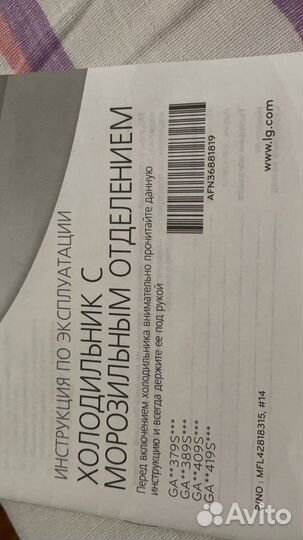 ИНСТРУКЦИЯ ПО ЭКСПЛУАТАЦИИ
ХОЛОДИЛЬНИК С
МОРОЗИЛЬНЫМ ОТДЕЛЕНИЕМ
Перед включением холодильника внимательно прочитайте данную
инструкцию и всегда держите ее под рукой
GA**379S***
GA**389S***
GA**409S***
GA**419S***
P/NO : MFL42818315, #14
AFN36881819
www.lg.com
Avito